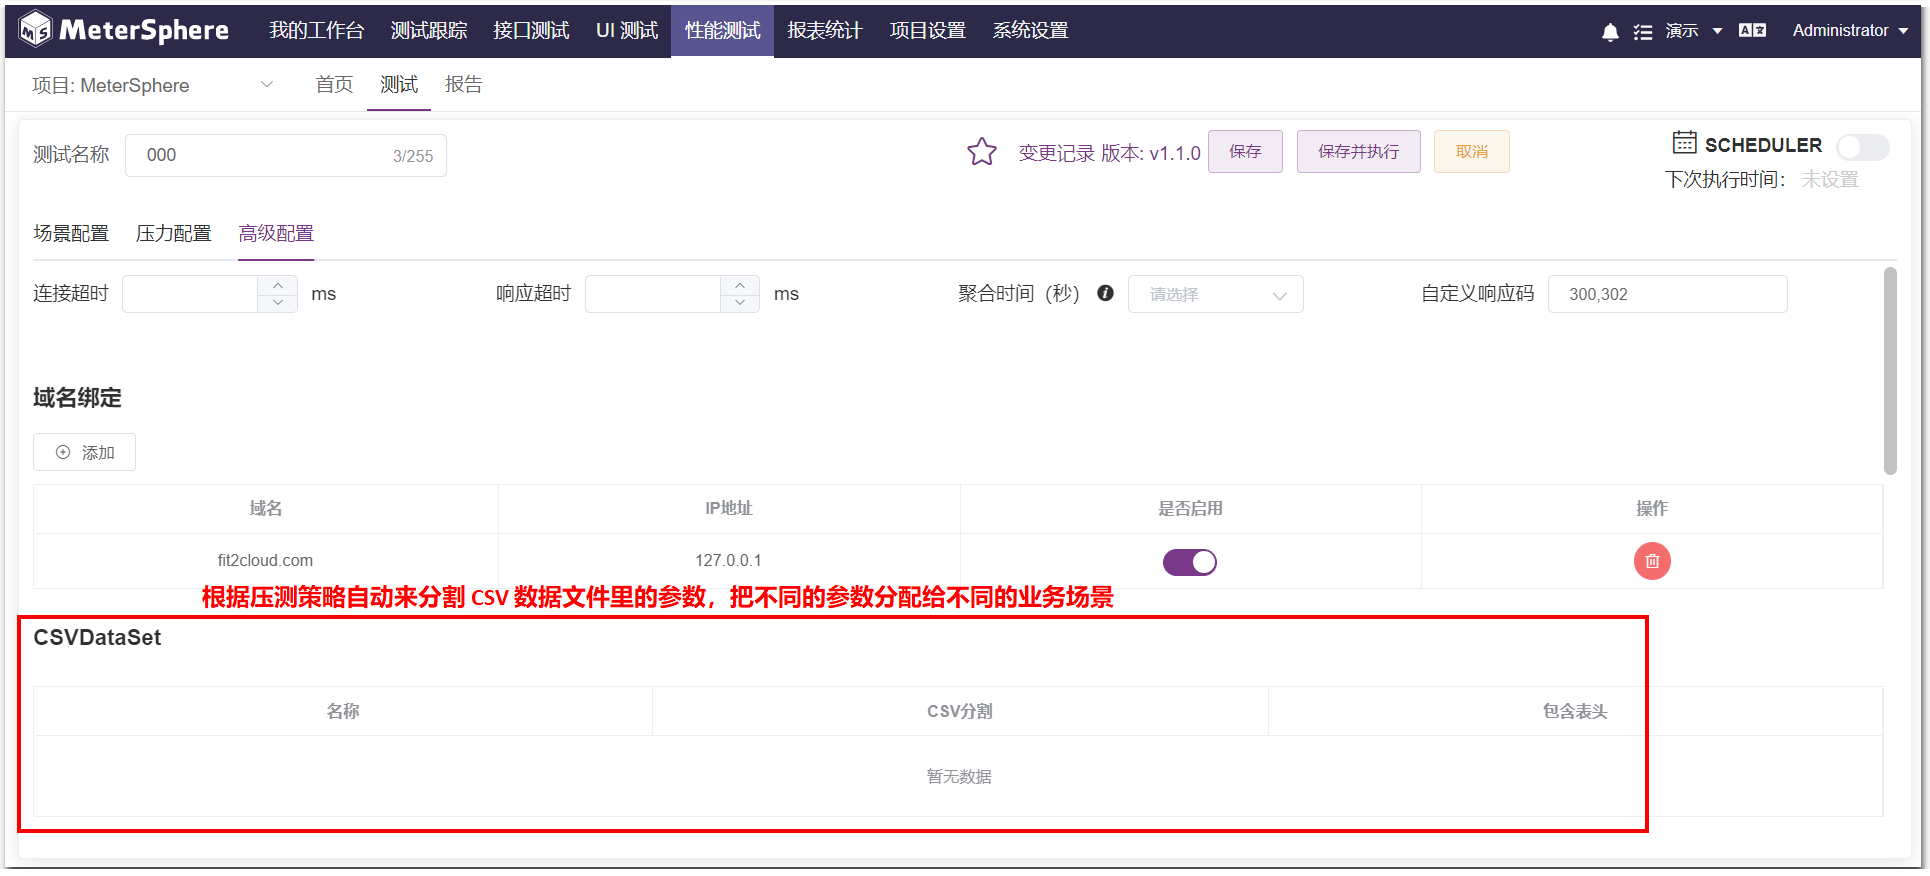 MeterSphere 我的工作台 测试跟踪 接口测试 UI 测试 性能测试 报表统计 项目设置 系统设置 演示 Administrator
项目: MeterSphere 首页 测试 报告
测试名称 000 3/255 变更记录 版本: v1.1.0 保存 保存并执行 取消 SCHEDULER
下次执行时间： 未设置
场景配置 压力配置 高级配置
连接超时 ms 响应超时 ms 聚合时间（秒） 请选择 自定义响应码 300,302
域名绑定
添加
域名 IP地址 是否启用 操作
fit2cloud.com 127.0.0.1
根据压测策略自动来分割 CSV 数据文件里的参数，把不同的参数分配给不同的业务场景
CSVDataSet
名称 CSV分割 包含表头
暂无数据